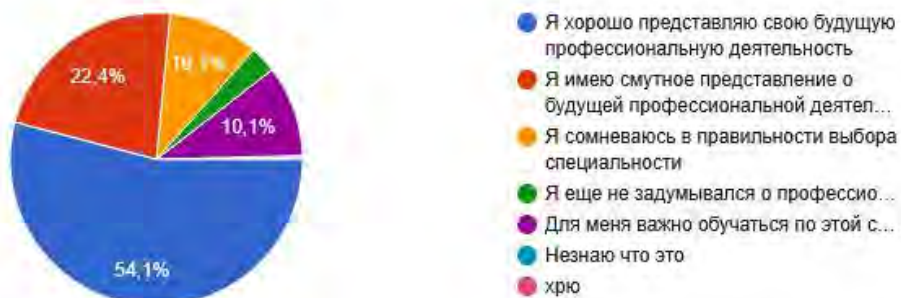 Я хорошо представляю свою будущую
профессиональную деятельность
Я имею смутное представление о
будущей профессиональной деятел...
Я сомневаюсь в правильности выбора
специальности
Я еще не задумывался о профессио...
Для меня важно обучаться по этой с...
Незнаю что это
хрю
22,4%
10,1%
54,1%